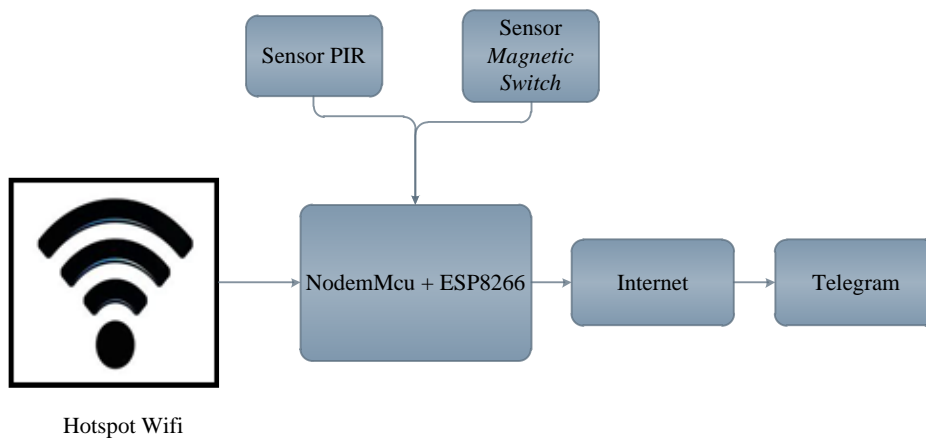 Sensor PIR
Sensor
Magnetic
Switch
NodemMcu + ESP8266
Internet
Telegram
Hotspot Wifi